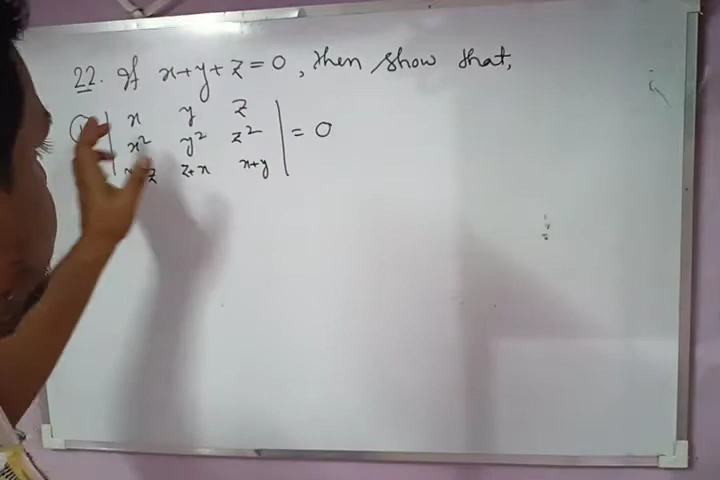 22. If x+y+z=0, then show that,
x y z
x² y² z² = 0
z z+x x+y